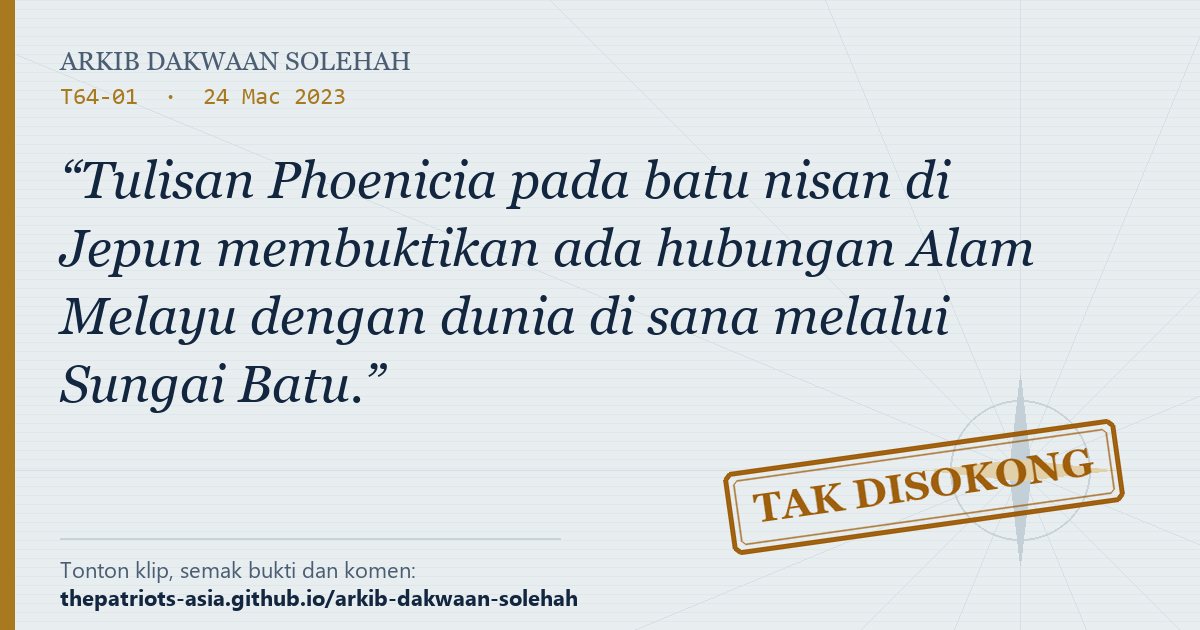 ARKIB DAKWAAN SOLEHAH
T64-01 · 24 Mac 2023
“Tulisan Phoenicia pada batu nisan di
Jepun membuktikan ada hubungan Alam
Melayu dengan dunia di sana melalui
Sungai Batu.”
TAK DISOKONG
Tonton klip, semak bukti dan komen:
thepatriots-asia.github.io/arkib-dakwaan-solehah